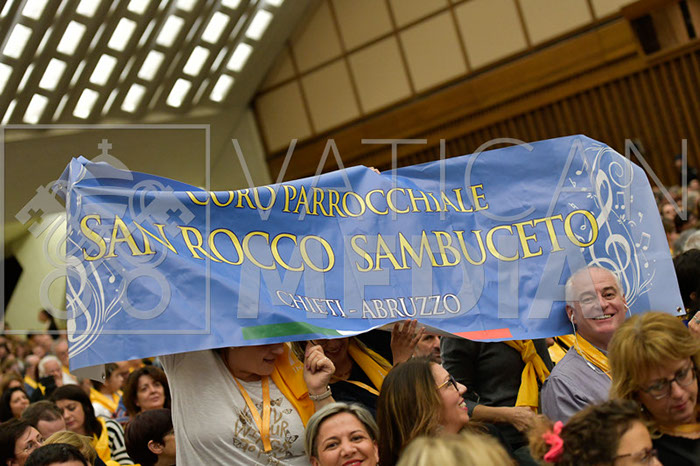 CORO PARROCCHIALE
SAN ROCCO SAMBUCETO
CHIETI - ABRUZZO
VATICAN
MEDIA